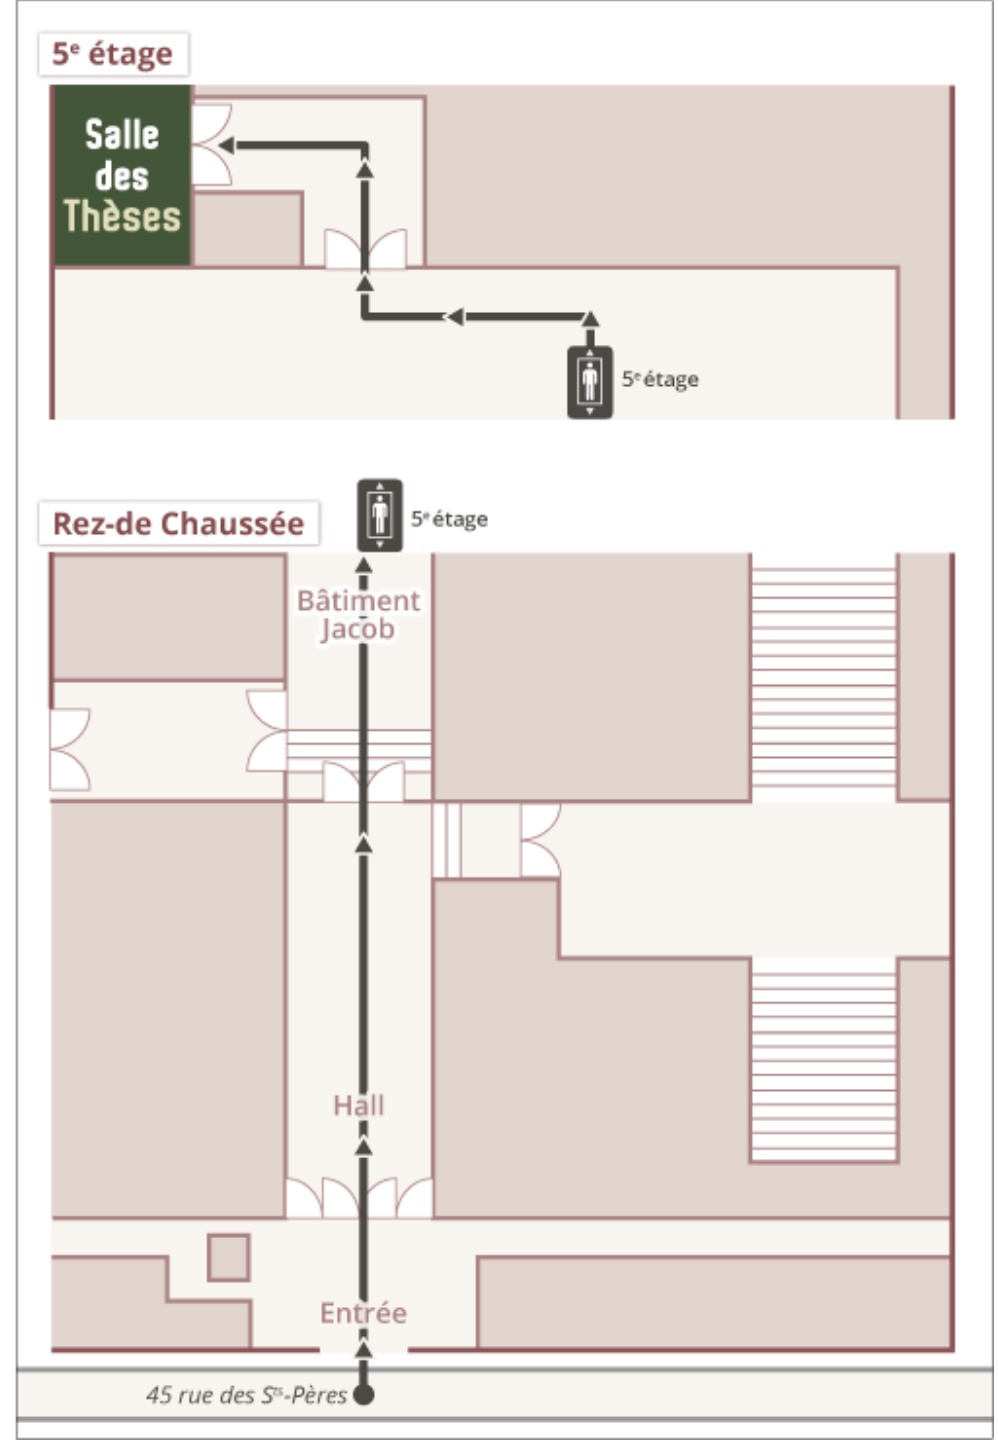 5ᵉ étage
Salle
des
Thèses
5ᵉ étage
Rez-de Chaussée
5ᵉ étage
Bâtiment
Jacob
Hall
Entrée
45 rue des Sᵗˢ-Pères